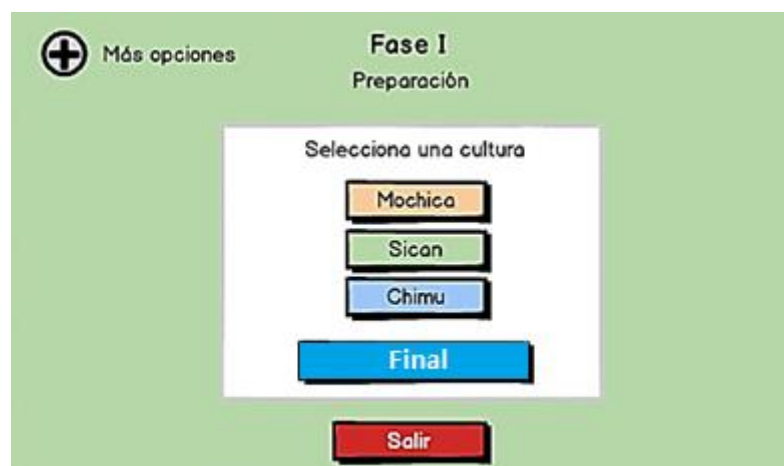 Más opciones
Fase I
Preparación
Selecciona una cultura
Mochica
Sican
Chimu
Final
Salir